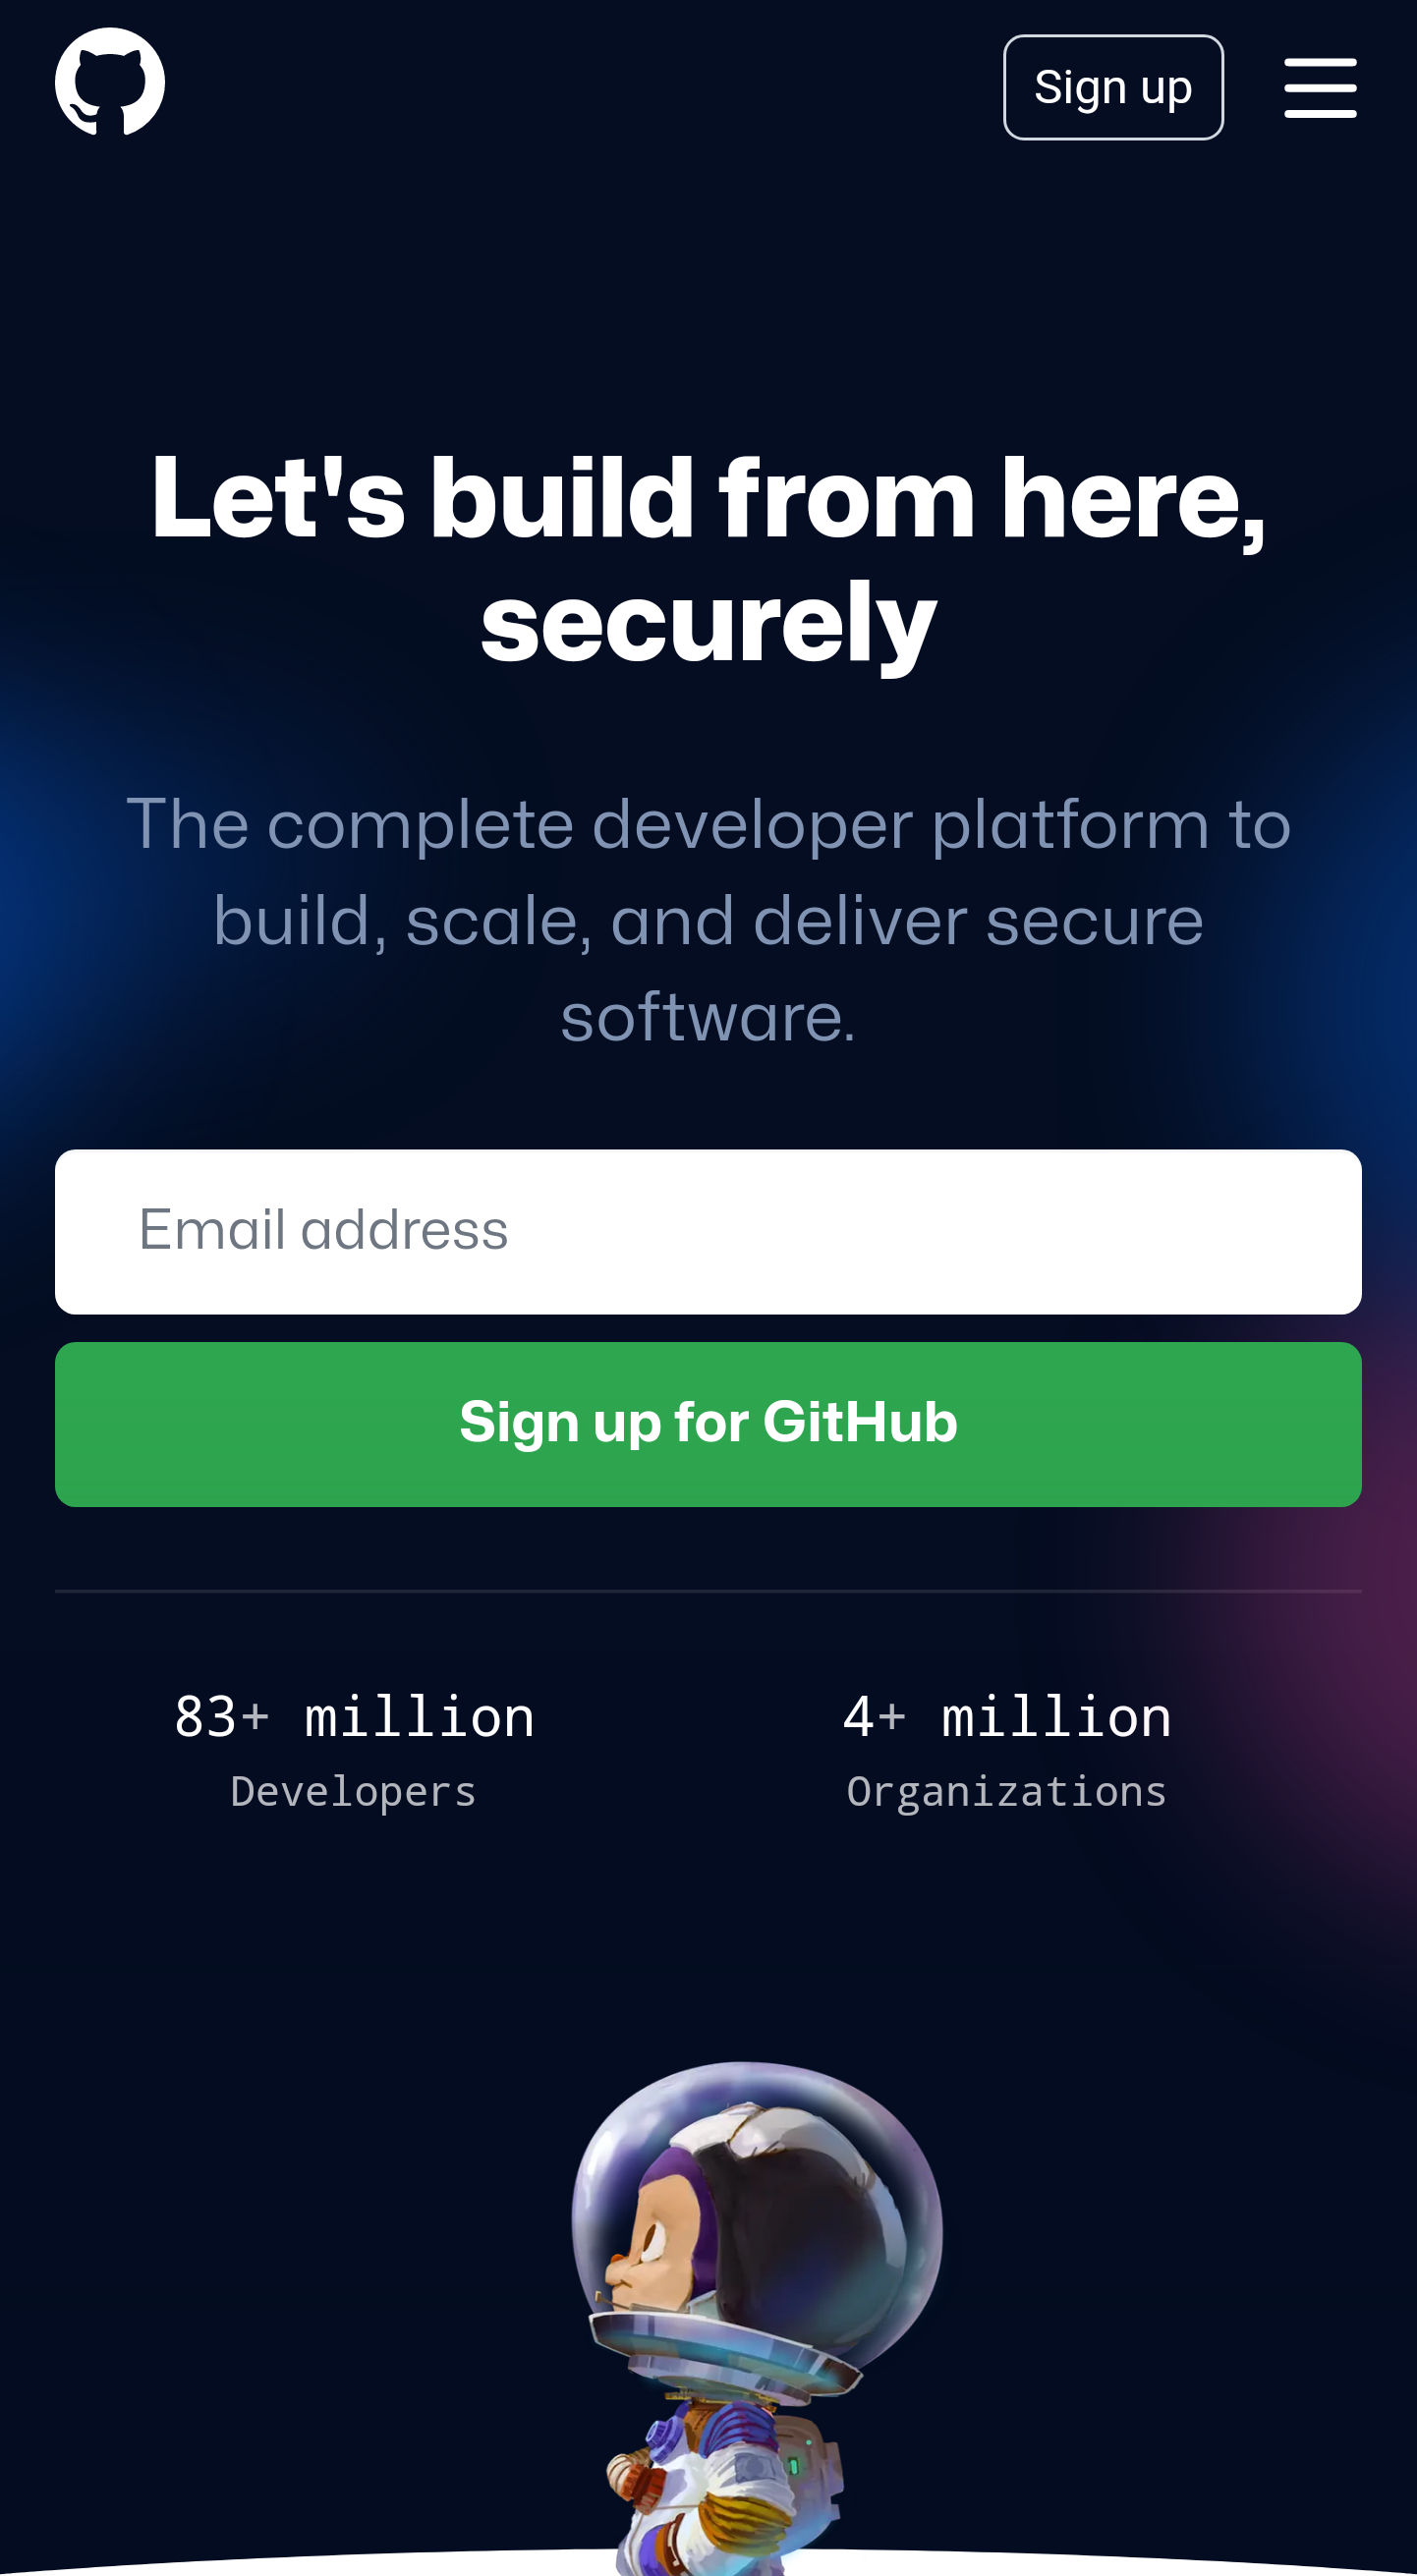 Sign up
Let's build from here,
securely
The complete developer platform to
build, scale, and deliver secure
software.
Email address
Sign up for GitHub
83+ million
Developers
4+ million
Organizations